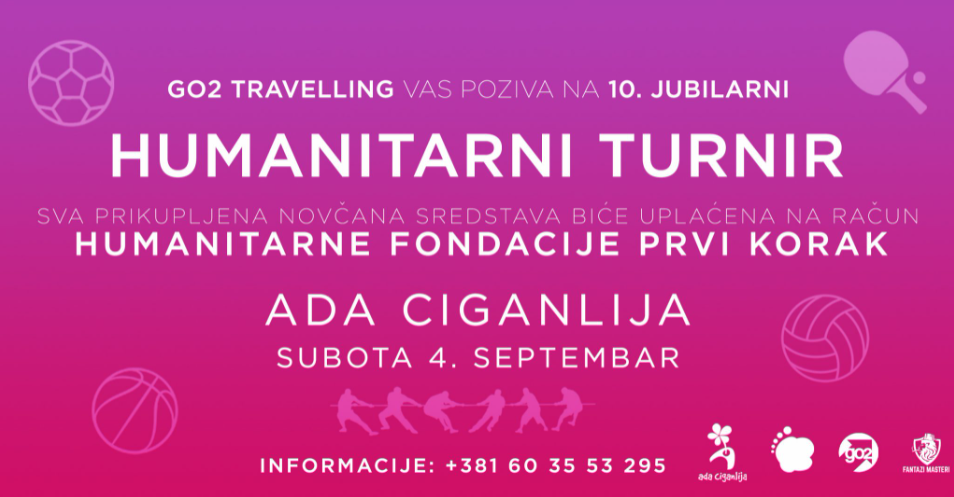 GO2 TRAVELLING VAS POZIVA NA 10. JUBILARNI
HUMANITARNI TURNIR
SVA PRIKUPLJENA NOVČANA SREDSTAVA BIĆE UPLAĆENA NA RAČUN
HUMANITARNE FONDACIJE PRVI KORAK
ADA CIGANLIJA
SUBOTA 4. SEPTEMBAR
INFORMACIJE: +381 60 35 53 295
ada ciganlija
go2
FANTAZI MASTERI